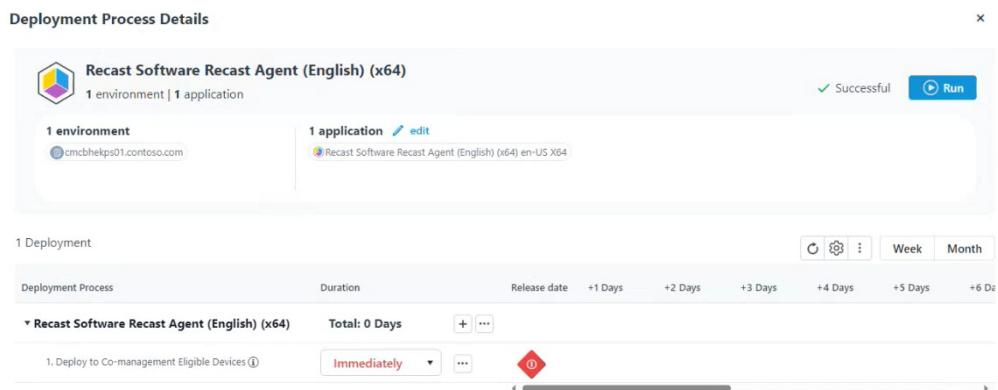 Deployment Process Details
Recast Software Recast Agent (English) (x64)
1 environment | 1 application
Successful
Run
1 environment
cmcbhekps01.contoso.com
1 application edit
Recast Software Recast Agent (English) (x64) en-US X64
1 Deployment
Week Month
Deployment Process Duration Release date +1 Days +2 Days +3 Days +4 Days +5 Days +6 Da
Recast Software Recast Agent (English) (x64) Total: 0 Days
1. Deploy to Co-management Eligible Devices Immediately